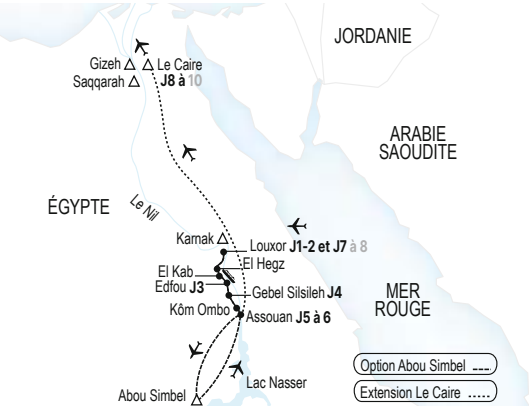 JORDANIE
Gizeh
Le Caire
Saqqarah
J8 à 10
ARABIE
SAOUDITE
ÉGYPTE
Le Nil
Karnak
Louxor J1-2 et J7 à 8
El Hegz
El Kab
Edfou J3
Gebel Silsileh J4
MER
ROUGE
Kôm Ombo
Assouan J5 à 6
Option Abou Simbel ----
Lac Nasser
Abou Simbel
Extension Le Caire .....